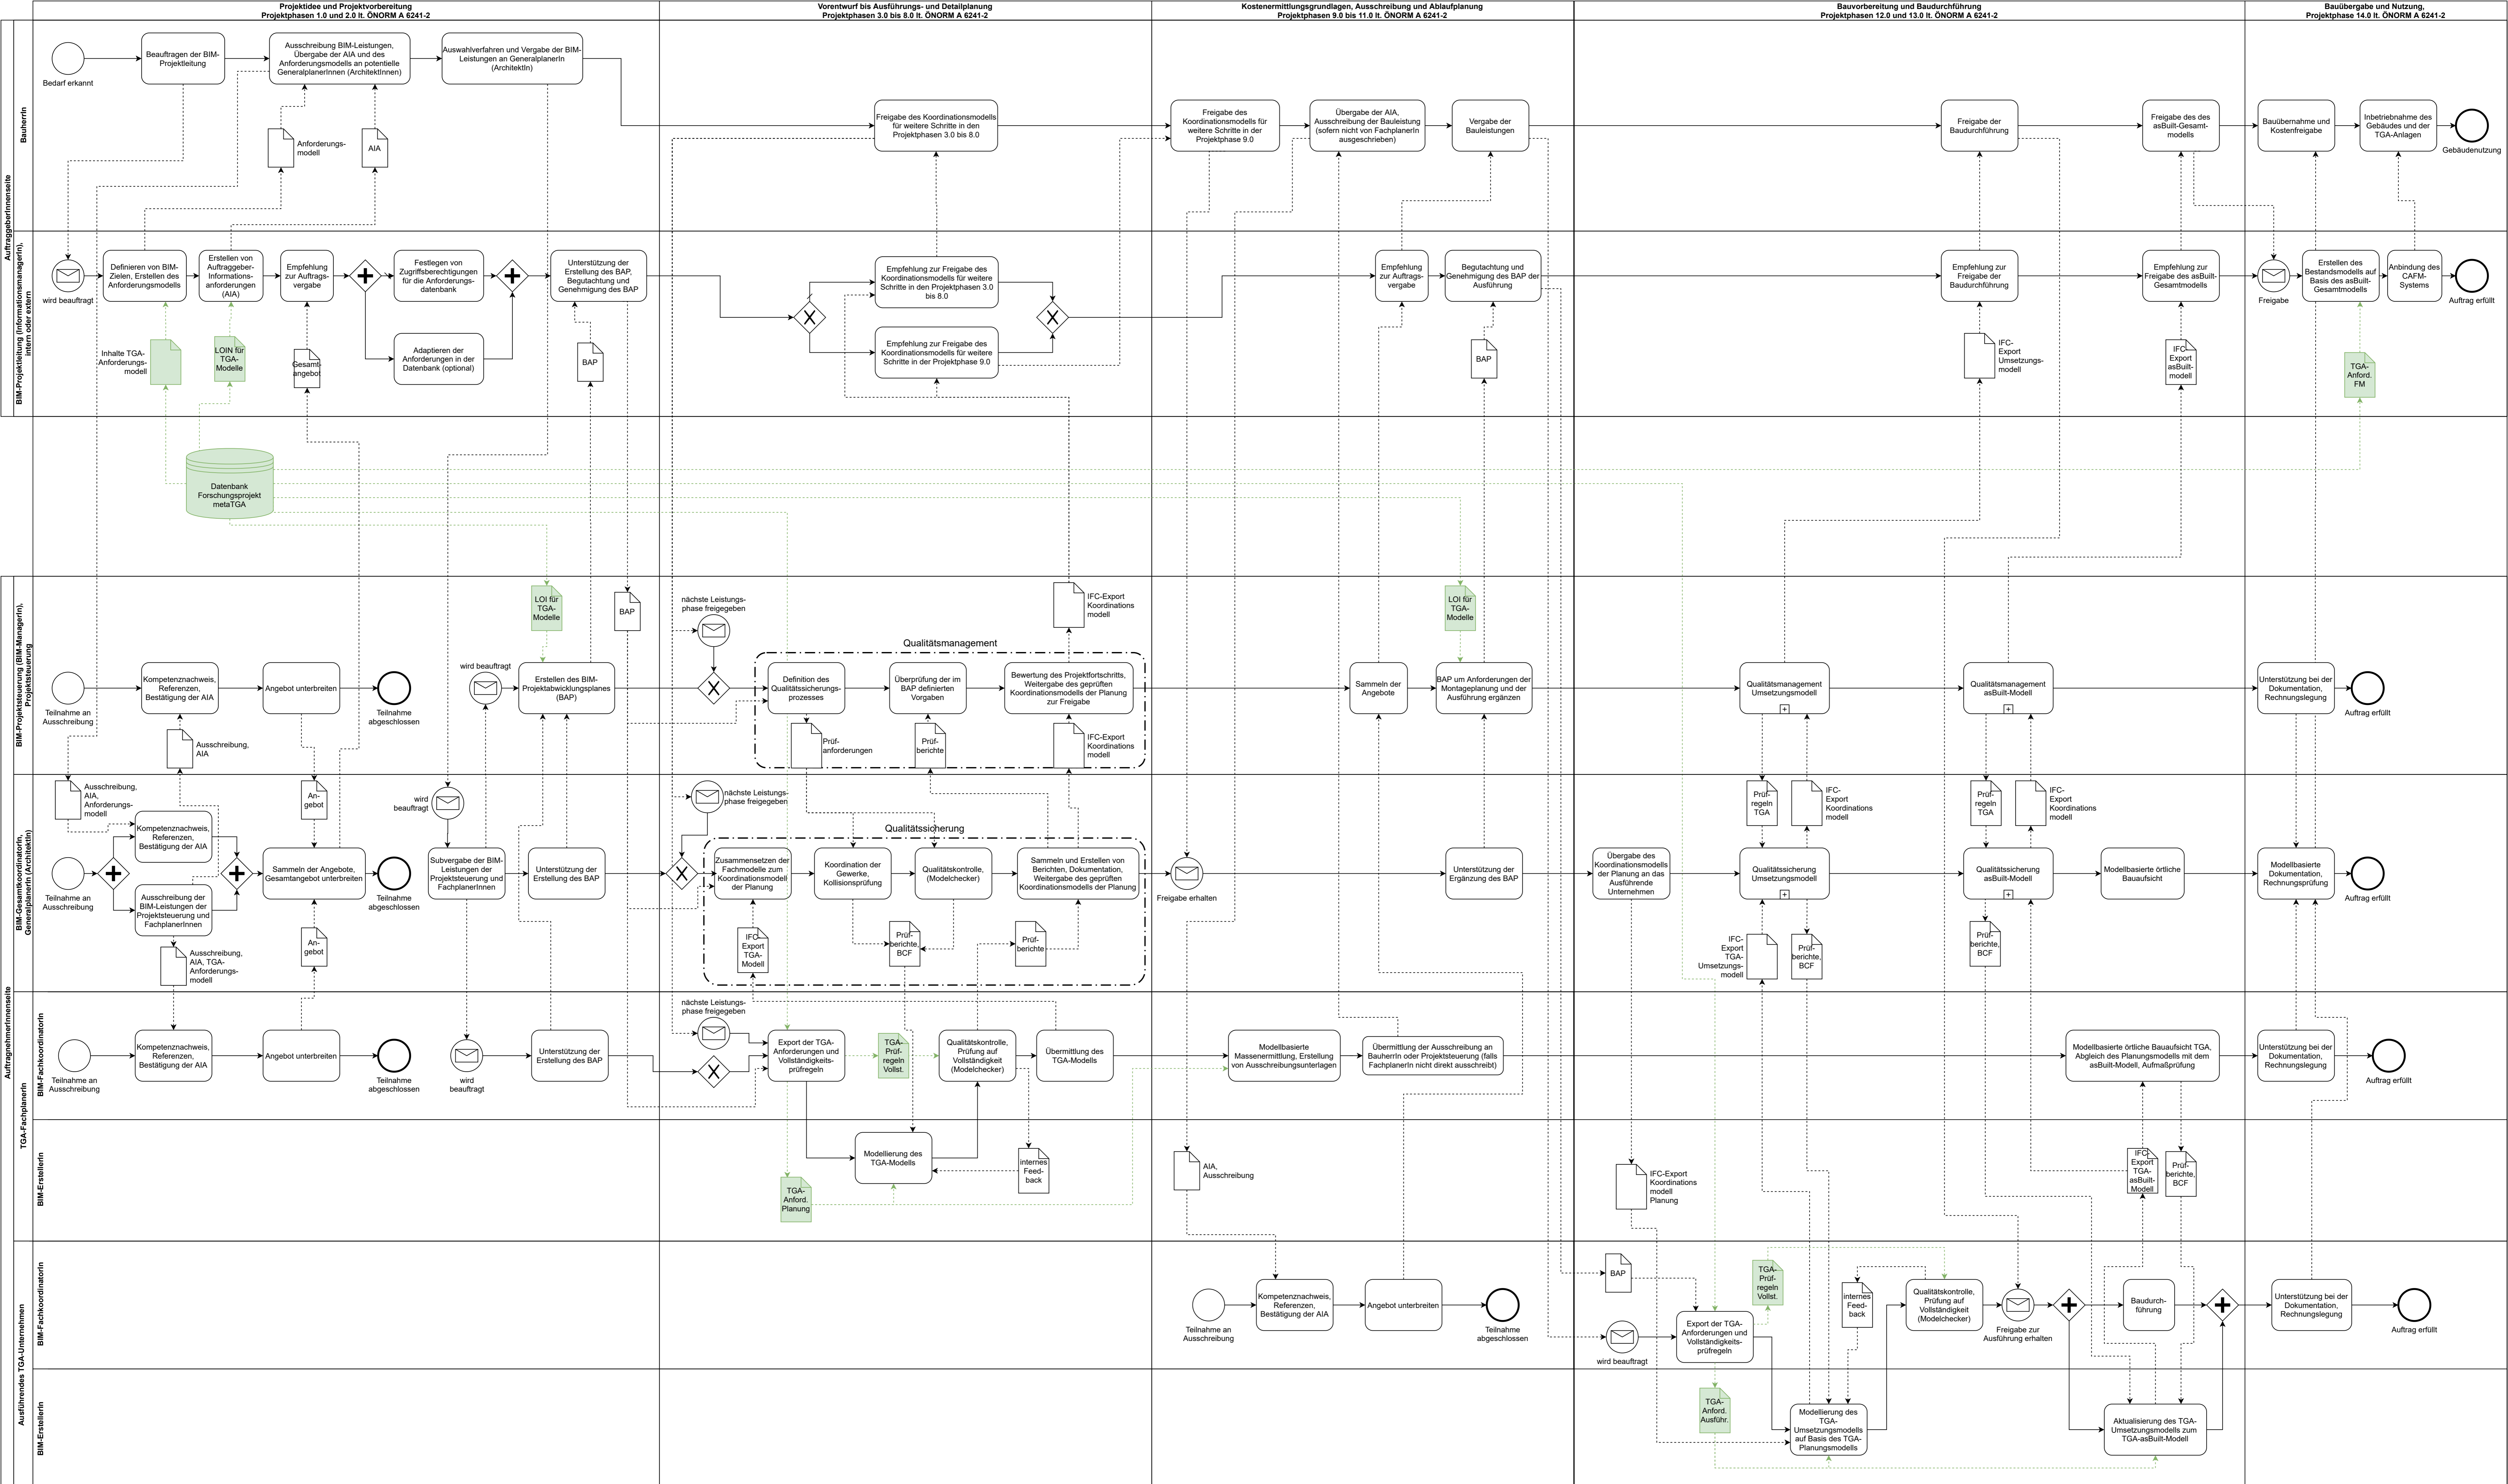 Projektidee und Projektvorbereitung
Projektphasen 1.0 und 2.0 lt. ÖNORM A 6241-2
Vorentwurf bis Ausführungs- und Detailplanung
Projektphasen 3.0 bis 8.0 lt. ÖNORM A 6241-2
Kostenermittlungsgrundlagen, Ausschreibung und Ablaufplanung
Projektphasen 9.0 bis 11.0 lt. ÖNORM A 6241-2
Bauvorbereitung und Baudurchführung
Projektphasen 12.0 und 13.0 lt. ÖNORM A 6241-2
Bauübergabe und Nutzung,
Projektphase 14.0 lt. ÖNORM A 6241-2
AuftraggeberInnenseite
BauherrIn
Bedarf erkannt
Beauftragen der BIM-
Projektleitung
Ausschreibung BIM-Leistungen,
Übergabe der AIA und des
Anforderungsmodells an potentielle
GeneralplanerInnen (ArchitektInnen)
Auswahlverfahren und Vergabe der BIM-
Leistungen an GeneralplanerIn
(ArchitektIn)
Anforderungs-
modell
AIA
Freigabe des Koordinationsmodells
für weitere Schritte in den
Projektphasen 3.0 bis 8.0
Freigabe des
Koordinationsmodells für
weitere Schritte in der
Projektphase 9.0
Übergabe der AIA,
Ausschreibung der Bauleistung
(sofern nicht von FachplanerIn
ausgeschrieben)
Vergabe der
Bauleistungen
Freigabe der
Baudurchführung
Freigabe des des
asBuilt-Gesamt-
modells
Bauübernahme und
Kostenfreigabe
Inbetriebnahme des
Gebäudes und der
TGA-Anlagen
Gebäudenutzung
BIM-Projektleitung (InformationsmanagerIn),
intern oder extern
wird beauftragt
Definieren von BIM-
Zielen, Erstellen des
Anforderungsmodells
Erstellen von
Auftraggeber-
Informations-
anforderungen
(AIA)
Empfehlung
zur Auftrags-
vergabe
Festlegen von
Zugriffsberechtigungen
für die Anforderungs-
datenbank
Adaptieren der
Anforderungen in der
Datenbank (optional)
Unterstützung der
Erstellung des BAP,
Begutachtung und
Genehmigung des BAP
Inhalte TGA-
Anforderungs-
modell
LOIN für
TGA-
Modelle
Gesamt-
angebot
BAP
Empfehlung zur Freigabe des
Koordinationsmodells für weitere
Schritte in den Projektphasen 3.0
bis 8.0
Empfehlung zur Freigabe des
Koordinationsmodells für weitere
Schritte in der Projektphase 9.0
Empfehlung
zur Auftrags-
vergabe
Begutachtung und
Genehmigung des BAP der
Ausführung
BAP
Empfehlung zur
Freigabe der
Baudurchführung
IFC-
Export
Umsetzungs-
modell
Empfehlung zur
Freigabe des asBuilt-
Gesamtmodells
IFC-
Export
asBuilt-
modell
Freigabe
Erstellen des
Bestandsmodells auf
Basis des asBuilt-
Gesamtmodells
Anbindung des
CAFM-
Systems
Auftrag erfüllt
TGA-
Anford.
FM
Datenbank
Forschungsprojekt
metaTGA
AuftragnehmerInnenseite
BIM-Projektsteuerung (BIM-ManagerIn),
Projektsteuerung
Teilnahme an
Ausschreibung
Kompetenznachweis,
Referenzen,
Bestätigung der AIA
Angebot unterbreiten
Teilnahme
abgeschlossen
Ausschreibung,
AIA
wird beauftragt
LOI für
TGA-
Modelle
Erstellen des BIM-
Projektabwicklungsplanes
(BAP)
BAP
nächste Leistungs-
phase freigegeben
Qualitätsmanagement
Definition des
Qualitätssicherungs-
prozesses
Überprüfung der im
BAP definierten
Vorgaben
Bewertung des Projektfortschritts,
Weitergabe des geprüften
Koordinationsmodells der Planung
zur Freigabe
IFC-Export
Koordinations
modell
Prüf-
anforderungen
Prüf-
berichte
IFC-Export
Koordinations
modell
Sammeln der
Angebote
LOI für
TGA-
Modelle
BAP um Anforderungen der
Montageplanung und der
Ausführung ergänzen
Qualitätsmanagement
Umsetzungsmodell
Qualitätsmanagement
asBuilt-Modell
Unterstützung bei der
Dokumentation,
Rechnungslegung
Auftrag erfüllt
BIM-GesamtkoordinatorIn,
GeneralplanerIn (ArchitektIn)
Ausschreibung,
AIA,
Anforderungs-
modell
Teilnahme an
Ausschreibung
Kompetenznachweis,
Referenzen,
Bestätigung der AIA
Ausschreibung der
BIM-Leistungen der
Projektsteuerung und
FachplanerInnen
Ausschreibung,
AIA, TGA-
Anforderungs-
modell
An-
gebot
Sammeln der Angebote,
Gesamtangebot unterbreiten
An-
gebot
Teilnahme
abgeschlossen
wird
beauftragt
Subvergabe der BIM-
Leistungen der
Projektsteuerung und
FachplanerInnen
Unterstützung der
Erstellung des BAP
nächste Leistungs-
phase freigegeben
Qualitätssicherung
Zusammensetzen der
Fachmodelle zum
Koordinationsmodell
der Planung
Koordination der
Gewerke,
Kollisionsprüfung
Qualitätskontrolle,
(Modelchecker)
Sammeln und Erstellen von
Berichten, Dokumentation,
Weitergabe des geprüften
Koordinationsmodells der Planung
IFC-
Export
TGA-
Modell
Prüf-
berichte,
BCF
Prüf-
berichte
Freigabe erhalten
Unterstützung der
Ergänzung des BAP
Übergabe des
Koordinationsmodells
der Planung an das
Ausführende
Unternehmen
Prüf-
regeln
TGA
IFC-
Export
Koordinations
modell
Qualitätssicherung
Umsetzungsmodell
IFC-
Export
TGA-
Umsetzungs-
modell
Prüf-
berichte,
BCF
Prüf-
regeln
TGA
IFC-
Export
Koordinations
modell
Qualitätssicherung
asBuilt-Modell
Prüf-
berichte,
BCF
Modellbasierte örtliche
Bauaufsicht
Modellbasierte
Dokumentation,
Rechnungsprüfung
Auftrag erfüllt
TGA-FachplanerIn
BIM-FachkoordinatorIn
Teilnahme an
Ausschreibung
Kompetenznachweis,
Referenzen,
Bestätigung der AIA
Angebot unterbreiten
Teilnahme
abgeschlossen
wird
beauftragt
Unterstützung der
Erstellung des BAP
nächste Leistungs-
phase freigegeben
Export der TGA-
Anforderungen und
Vollständigkeits-
prüfregeln
TGA-
Prüf-
regeln
Vollst.
Qualitätskontrolle,
Prüfung auf
Vollständigkeit
(Modelchecker)
Übermittlung des
TGA-Modells
Modellbasierte
Massenermittlung, Erstellung
von Ausschreibungsunterlagen
Übermittlung der Ausschreibung an
BauherrIn oder Projektsteuerung (falls
FachplanerIn nicht direkt ausschreibt)
Modellbasierte örtliche Bauaufsicht TGA,
Abgleich des Planungsmodells mit dem
asBuilt-Modell, Aufmaßprüfung
Unterstützung bei der
Dokumentation,
Rechnungslegung
Auftrag erfüllt
BIM-ErstellerIn
Modellierung des
TGA-Modells
internes
Feed-
back
TGA-
Anford.
Planung
AIA,
Ausschreibung
IFC-Export
Koordinations
modell
Planung
IFC-
Export
TGA-
asBuilt-
Modell
Prüf-
berichte,
BCF
Ausführendes TGA-Unternehmen
BIM-FachkoordinatorIn
Teilnahme an
Ausschreibung
Kompetenznachweis,
Referenzen,
Bestätigung der AIA
Angebot unterbreiten
Teilnahme
abgeschlossen
BAP
wird beauftragt
Export der TGA-
Anforderungen und
Vollständigkeits-
prüfregeln
TGA-
Prüf-
regeln
Vollst.
internes
Feed-
back
Qualitätskontrolle,
Prüfung auf
Vollständigkeit
(Modelchecker)
Freigabe zur
Ausführung erhalten
Baudurch-
führung
Unterstützung bei der
Dokumentation,
Rechnungslegung
Auftrag erfüllt
BIM-ErstellerIn
TGA-
Anford.
Ausführ.
Modellierung des
TGA-
Umsetzungsmodells
auf Basis des TGA-
Planungsmodells
Aktualisierung des TGA-
Umsetzungsmodells zum
TGA-asBuilt-Modell